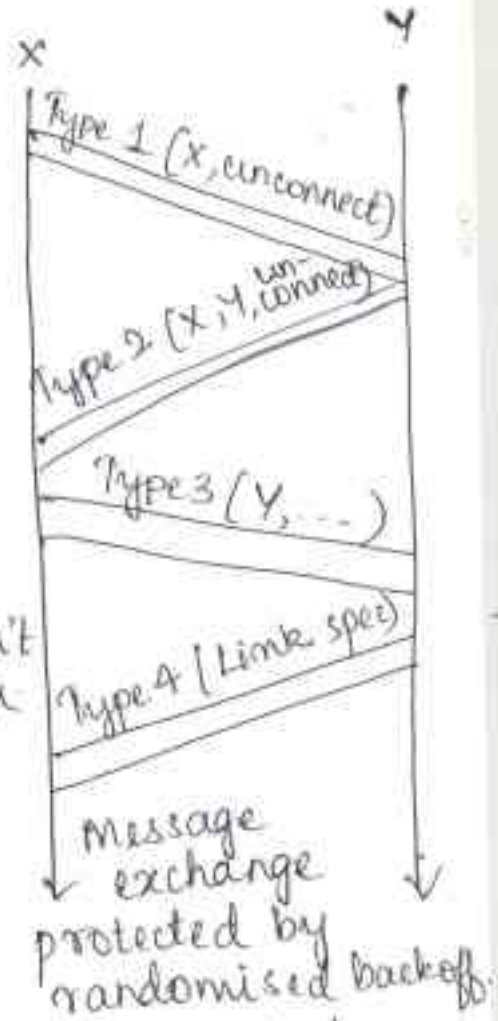 X Y
Type 1 (X, unconnect)
Type 2 (X, Y, un-
connect)
Type 3 (Y, ....)
Type 4 (Link spec)
Message
exchange
protected by
randomised backoff.